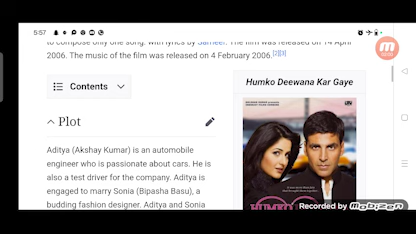 5:57
to compose only one song. with lyrics by Sameer. The film was released on 14 April
2006. The music of the film was released on 4 February 2006.[2][3]
Contents
Humko Deewana Kar Gaye
Plot
Aditya (Akshay Kumar) is an automobile
engineer who is passionate about cars. He is
also a test driver for the company. Aditya is
engaged to marry Sonia (Bipasha Basu), a
budding fashion designer. Aditya and Sonia
HUMKO
Recorded by Mobizen